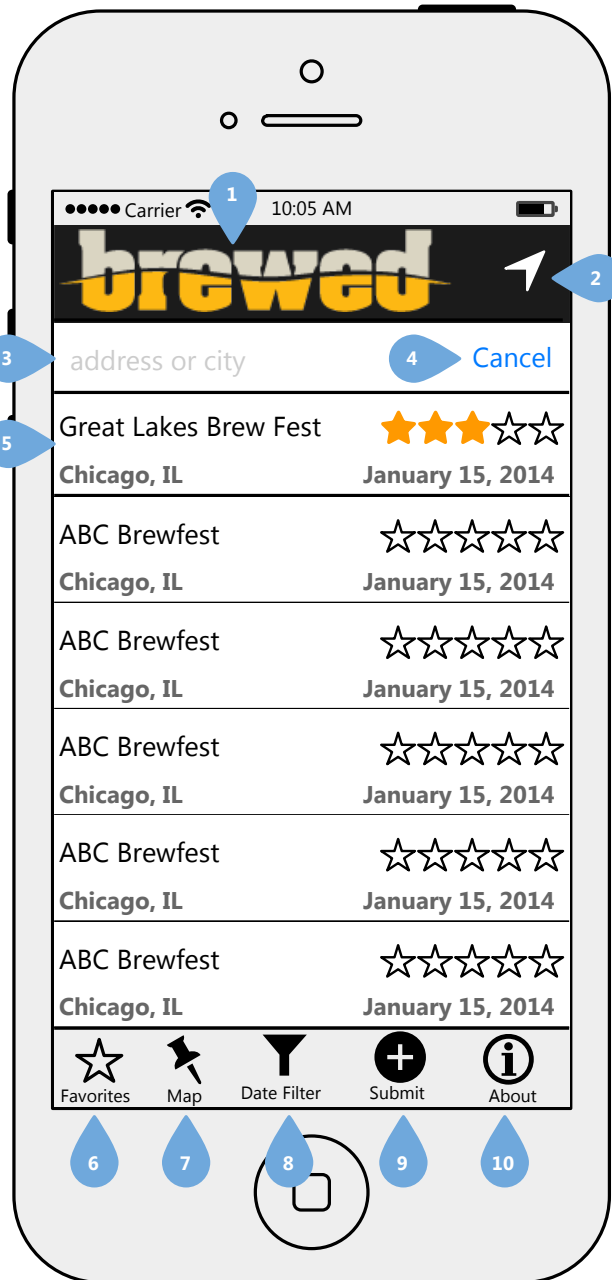 1
Carrier 10:05 AM
brewed
2
3 address or city 4 Cancel
5 Great Lakes Brew Fest
Chicago, IL January 15, 2014
ABC Brewfest
Chicago, IL January 15, 2014
ABC Brewfest
Chicago, IL January 15, 2014
ABC Brewfest
Chicago, IL January 15, 2014
ABC Brewfest
Chicago, IL January 15, 2014
ABC Brewfest
Chicago, IL January 15, 2014
Favorites Map Date Filter Submit About
6 7 8 9 10